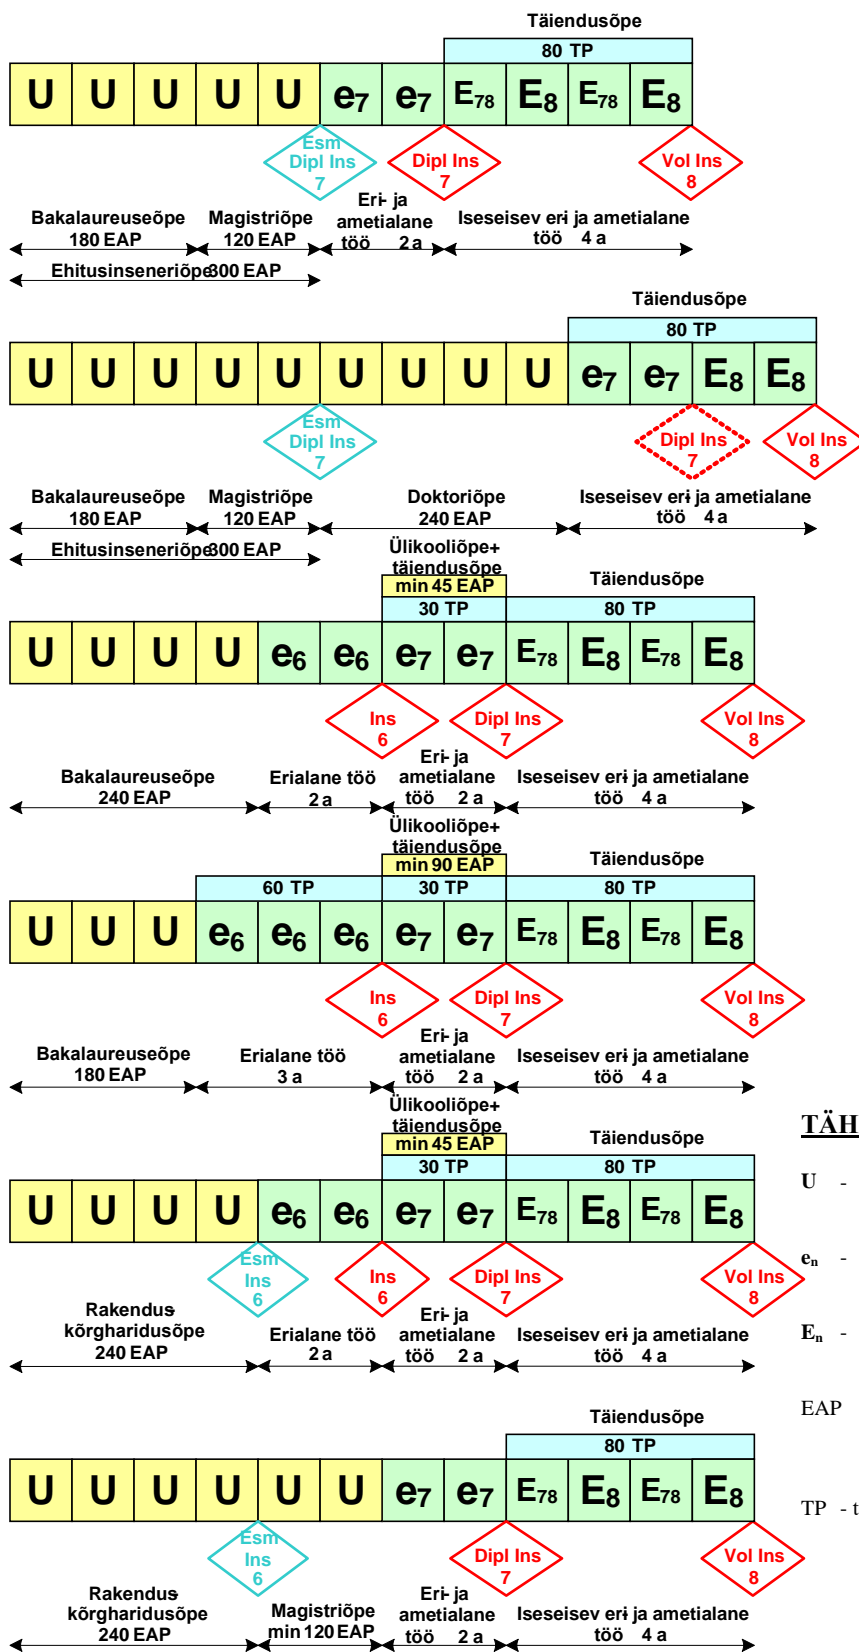 Täiendusõpe
80 TP
U U U U U e7 e7 E78 E8 E78 E8
Esm Dipl Ins 7
Dipl Ins 7
Vol Ins 8
Bakalaureuseõpe 180 EAP
Magistriõpe 120 EAP
Eri- ja ametialane töö 2 a
Iseseisev eri- ja ametialane töö 4 a
Ehitusinseneriõpe 300 EAP
Täiendusõpe
80 TP
U U U U U U U U U e7 e7 E8 E8
Esm Dipl Ins 7
Dipl Ins 7
Vol Ins 8
Bakalaureuseõpe 180 EAP
Magistriõpe 120 EAP
Doktoriõpe 240 EAP
Iseseisev eri- ja ametialane töö 4 a
Ehitusinseneriõpe 300 EAP
Ülikooliõpe+ täiendusõpe
min 45 EAP
Täiendusõpe
30 TP
80 TP
U U U U e6 e6 e7 e7 E78 E8 E78 E8
Ins 6
Dipl Ins 7
Vol Ins 8
Bakalaureuseõpe 240 EAP
Erialane töö 2 a
Eri- ja ametialane töö 2 a
Iseseisev eri- ja ametialane töö 4 a
Ülikooliõpe+ täiendusõpe
min 90 EAP
Täiendusõpe
60 TP
30 TP
80 TP
U U U e6 e6 e6 e7 e7 E78 E8 E78 E8
Ins 6
Dipl Ins 7
Vol Ins 8
Bakalaureuseõpe 180 EAP
Erialane töö 3 a
Eri- ja ametialane töö 2 a
Iseseisev eri- ja ametialane töö 4 a
Ülikooliõpe+ täiendusõpe
min 45 EAP
Täiendusõpe
30 TP
80 TP
U U U U e6 e6 e7 e7 E78 E8 E78 E8
Esm Ins 6
Ins 6
Dipl Ins 7
Vol Ins 8
Rakendus- kõrgharidusõpe 240 EAP
Erialane töö 2 a
Eri- ja ametialane töö 2 a
Iseseisev eri- ja ametialane töö 4 a
Täiendusõpe
80 TP
U U U U U U e7 e7 E78 E8 E78 E8
Esm Ins 6
Dipl Ins 7
Vol Ins 8
Rakendus- kõrgharidusõpe 240 EAP
Magistriõpe min 120 EAP
Eri- ja ametialane töö 2 a
Iseseisev eri- ja ametialane töö 4 a
TÄH
U -
en -
En -
EAP
TP - t